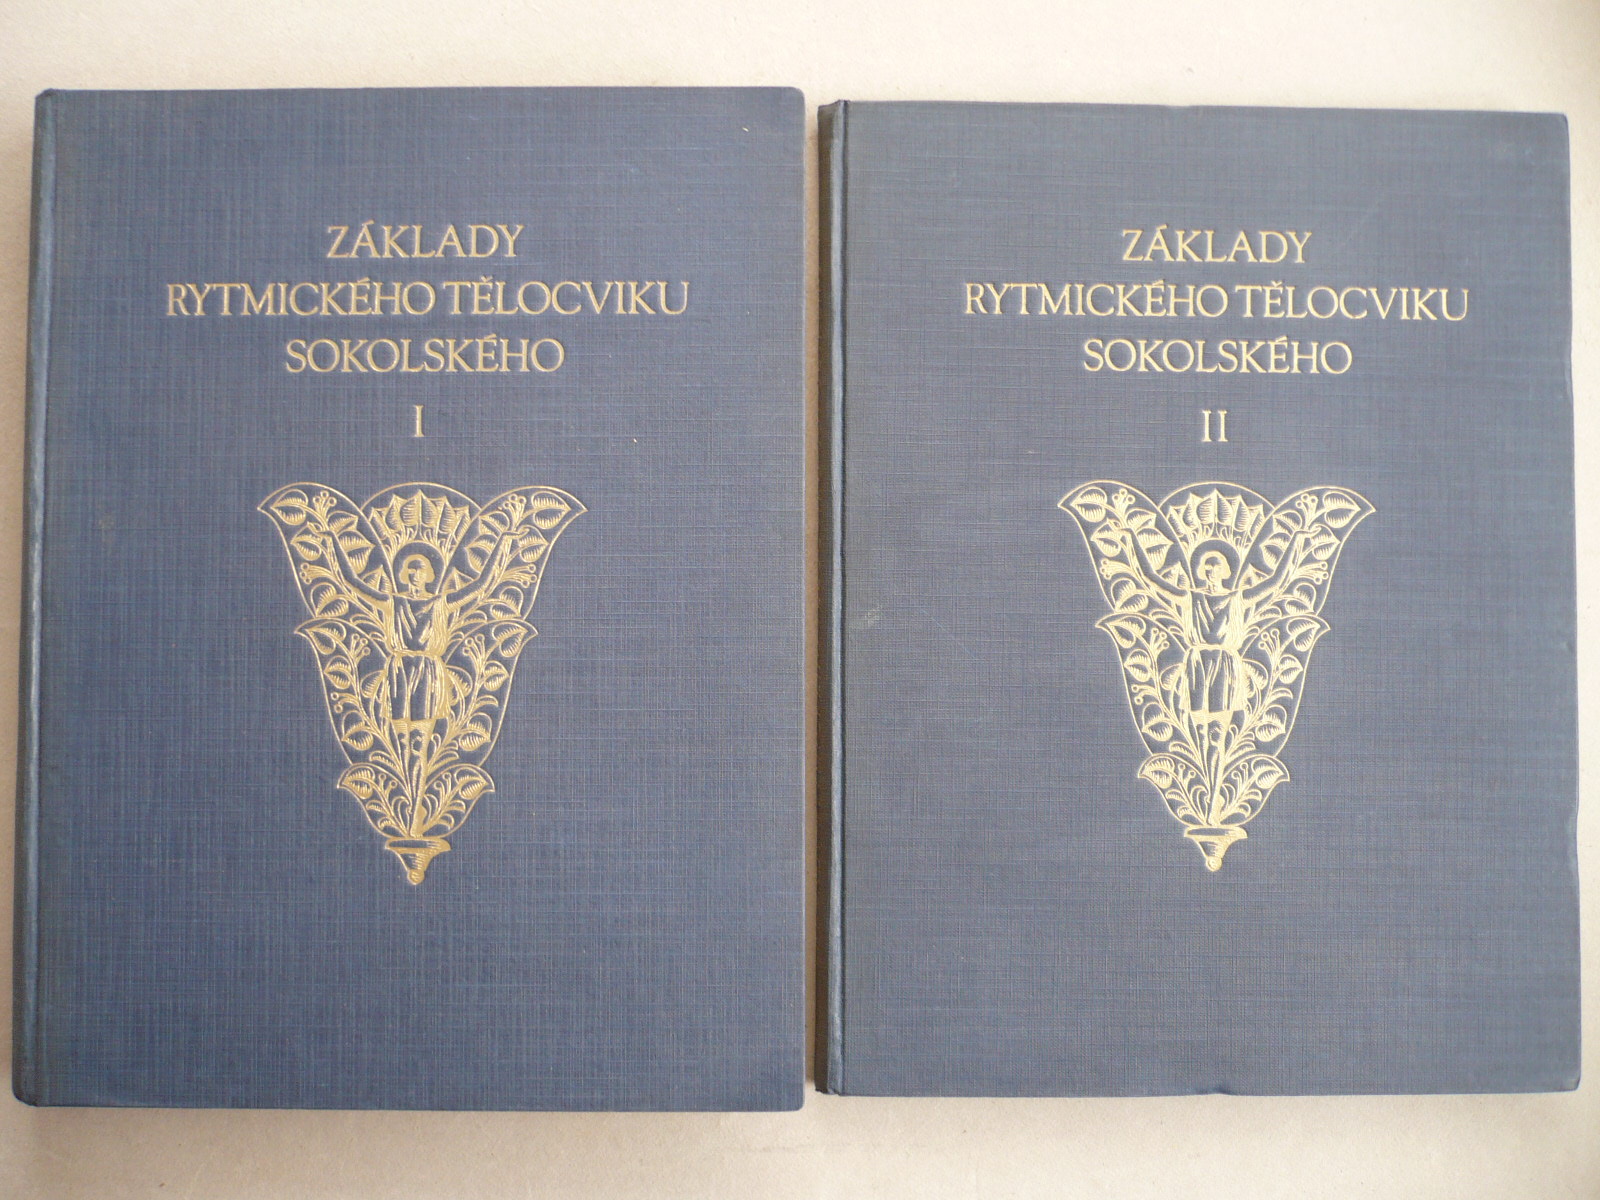 ZÁKLADY
RYTMICKÉHO TĚLOCVIKU
SOKOLSKÉHO
I
ZÁKLADY
RYTMICKÉHO TĚLOCVIKU
SOKOLSKÉHO
II